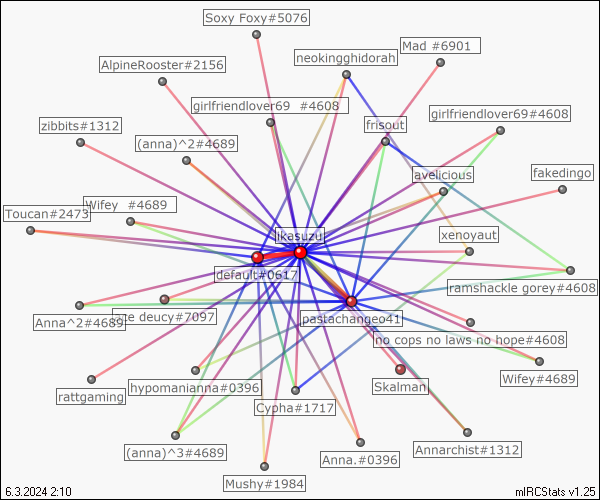 Soxy Foxy#5076
Mad #6901
neokingghidorah
AlpineRooster#2156
girlfriendlover69 #4608
girlfriendlover69#4608
zibbits#1312
frisout
(anna)^2#4689
avelicious
fakedingo
Wifey #4689
Toucan#2473
ikasuzu
xenoyaut
default#0617
ramshackle gorey#4608
Anna^2#4689
deucy#7097
pastachangeo41
no cops no laws no hope#4608
Wifey#4689
rattgaming
hypomanianna#0396
Skalman
Cypha#1717
(anna)^3#4689
Anna.#0396
Annarchist#1312
Mushy#1984
6.3.2024 2:10
mIRCStats v1.25